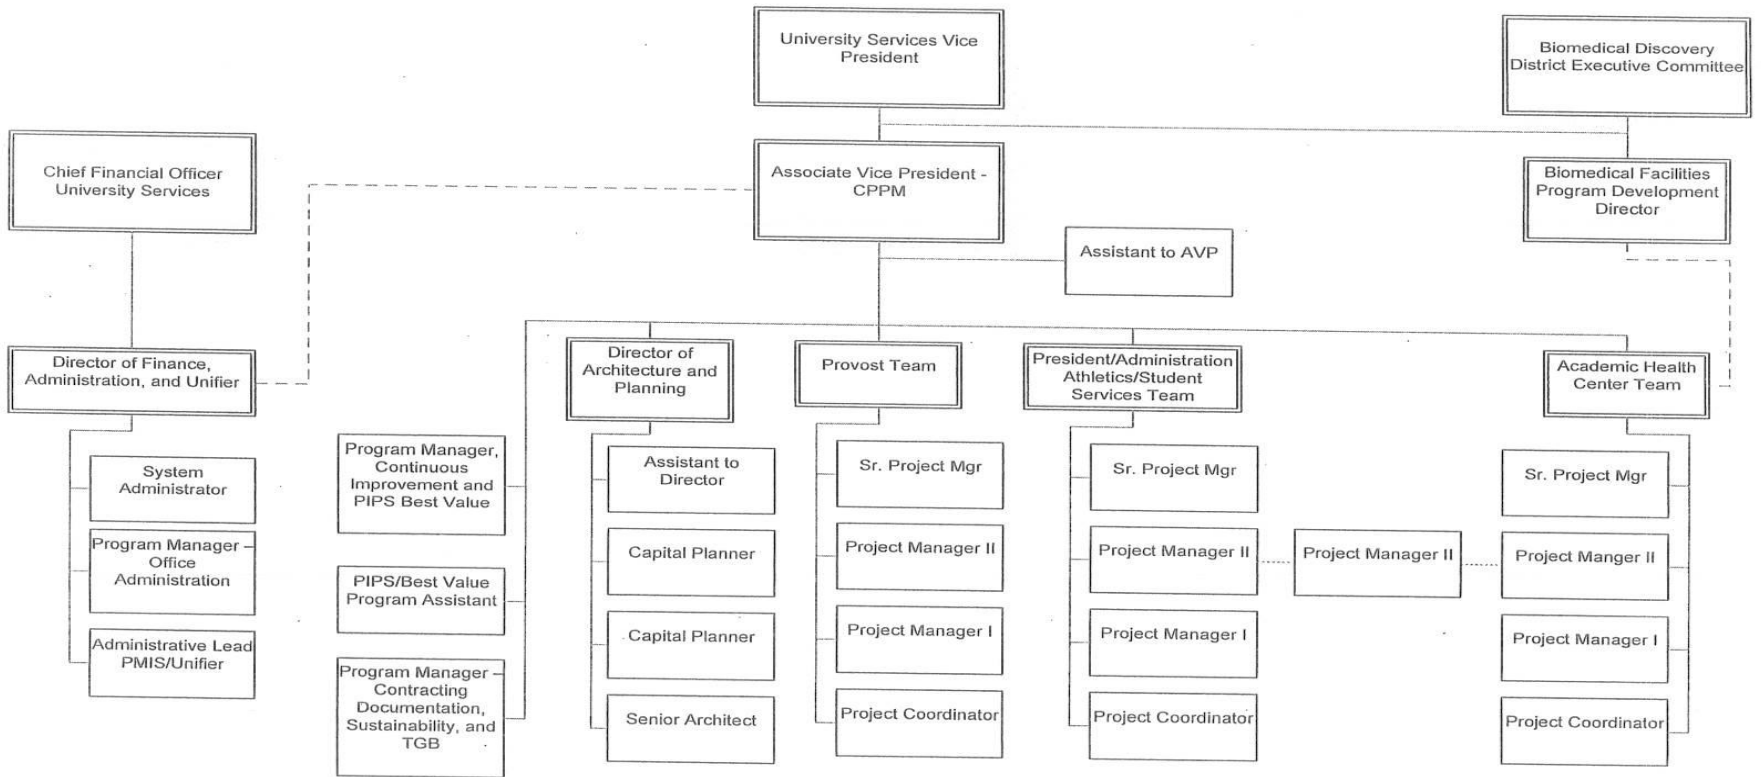 University Services Vice
President
Biomedical Discovery
District Executive Committee
Chief Financial Officer
University Services
Associate Vice President -
CPPM
Biomedical Facilities
Program Development
Director
Assistant to AVP
Director of Finance,
Administration, and Unifier
Director of
Architecture and
Planning
Provost Team
President/Administration
Athletics/Student
Services Team
Academic Health
Center Team
System
Administrator
Program Manager –
Office
Administration
Administrative Lead
PMIS/Unifier
Program Manager,
Continuous
Improvement and
PIPS Best Value
PIPS/Best Value
Program Assistant
Program Manager –
Contracting
Documentation,
Sustainability, and
TGB
Assistant to
Director
Capital Planner
Capital Planner
Senior Architect
Sr. Project Mgr
Project Manager II
Project Manager I
Project Coordinator
Sr. Project Mgr
Project Manager II
Project Manager I
Project Coordinator
Project Manager II
Sr. Project Mgr
Project Manger II
Project Manager I
Project Coordinator